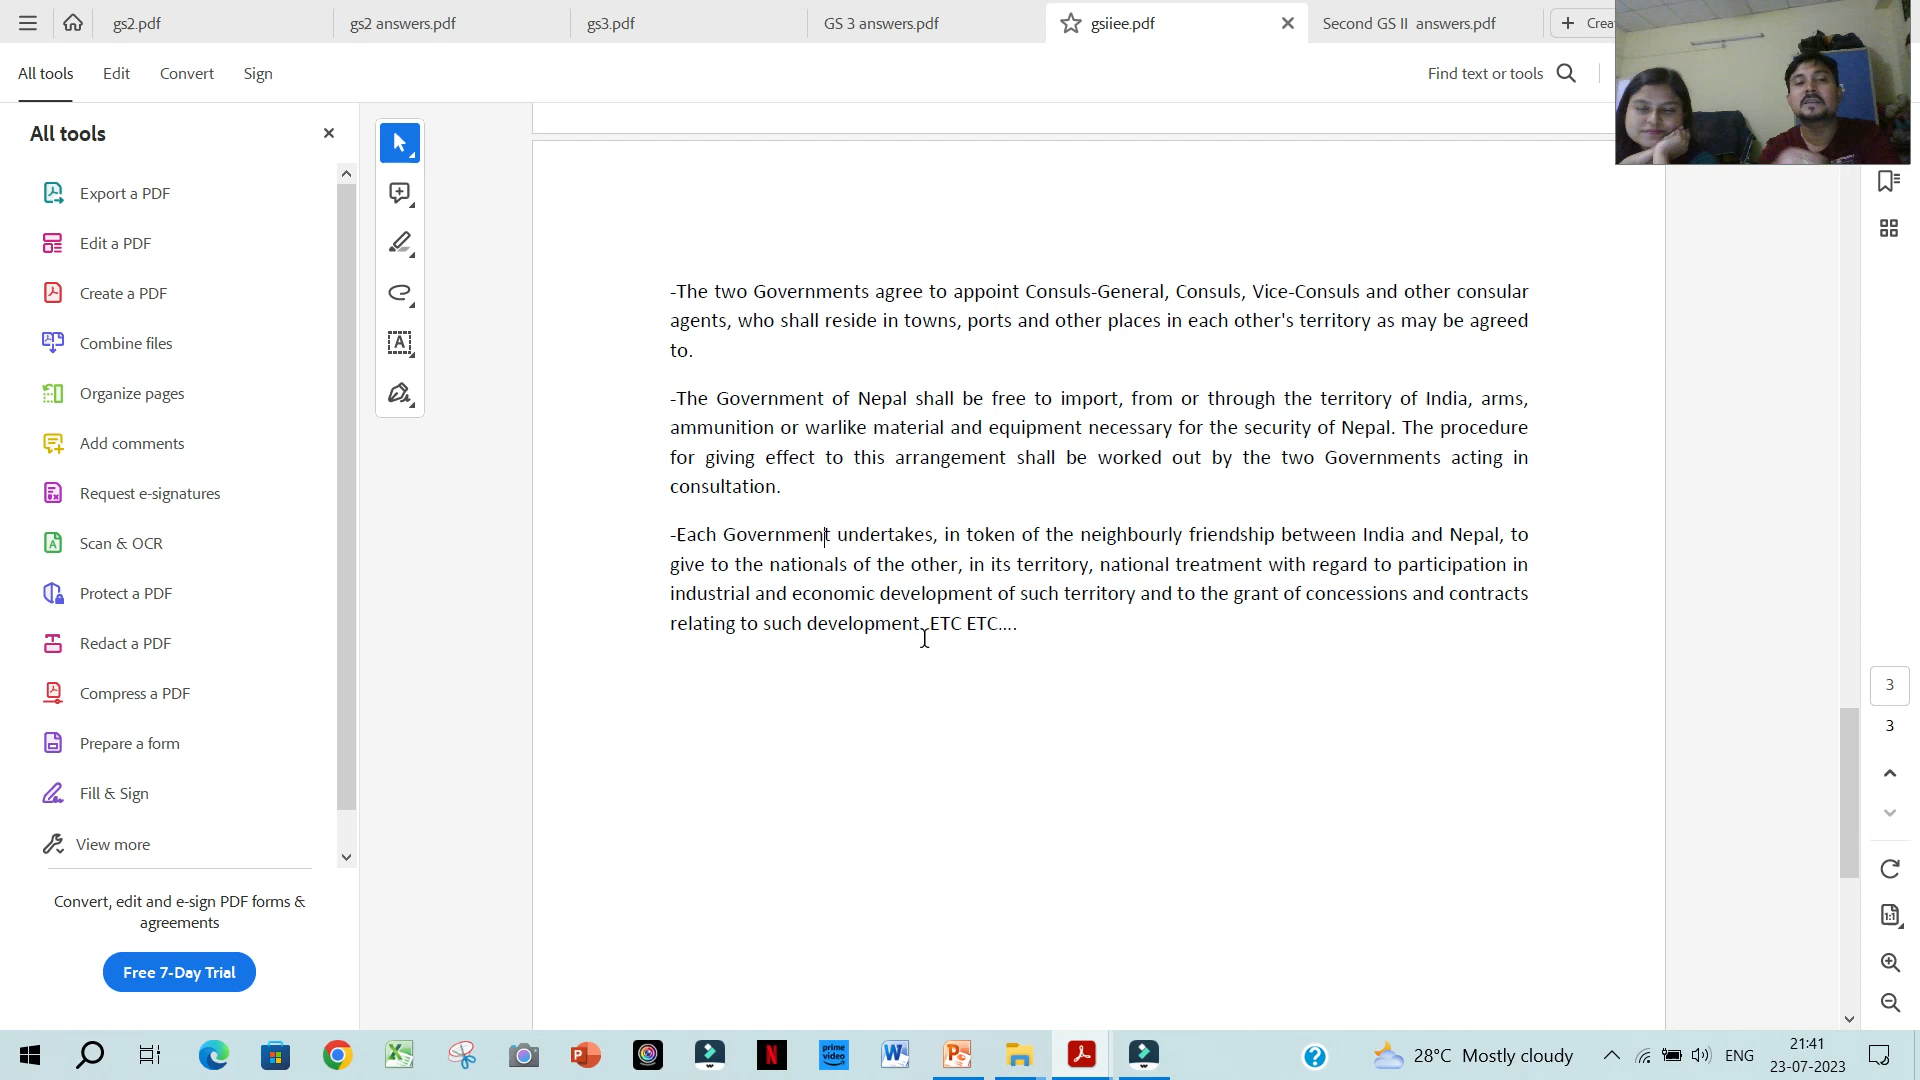 gs2.pdf
gs2 answers.pdf
gs3.pdf
GS 3 answers.pdf
gsiiee.pdf
Second GS II answers.pdf
Crea
All tools
Edit
Convert
Sign
Find text or tools
All tools
Export a PDF
Edit a PDF
Create a PDF
Combine files
Organize pages
Add comments
Request e-signatures
Scan & OCR
Protect a PDF
Redact a PDF
Compress a PDF
Prepare a form
Fill & Sign
View more
Convert, edit and e-sign PDF forms &
agreements
Free 7-Day Trial
-The two Governments agree to appoint Consuls-General, Consuls, Vice-Consuls and other consular
agents, who shall reside in towns, ports and other places in each other's territory as may be agreed
to.
-The Government of Nepal shall be free to import, from or through the territory of India, arms,
ammunition or warlike material and equipment necessary for the security of Nepal. The procedure
for giving effect to this arrangement shall be worked out by the two Governments acting in
consultation.
-Each Government undertakes, in token of the neighbourly friendship between India and Nepal, to
give to the nationals of the other, in its territory, national treatment with regard to participation in
industrial and economic development of such territory and to the grant of concessions and contracts
relating to such development. ETC ETC....
3
3
28°C Mostly cloudy
ENG
21:41
23-07-2023